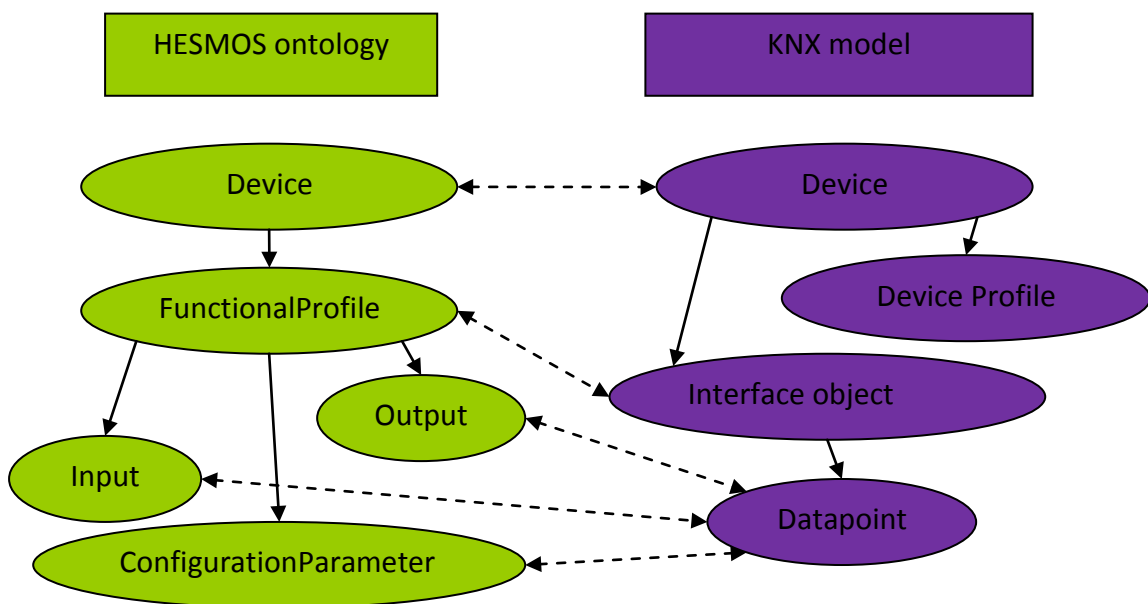 HESMOS ontology
KNX model
Device
Device
FunctionalProfile
Device Profile
Interface object
Output
Input
Datapoint
ConfigurationParameter